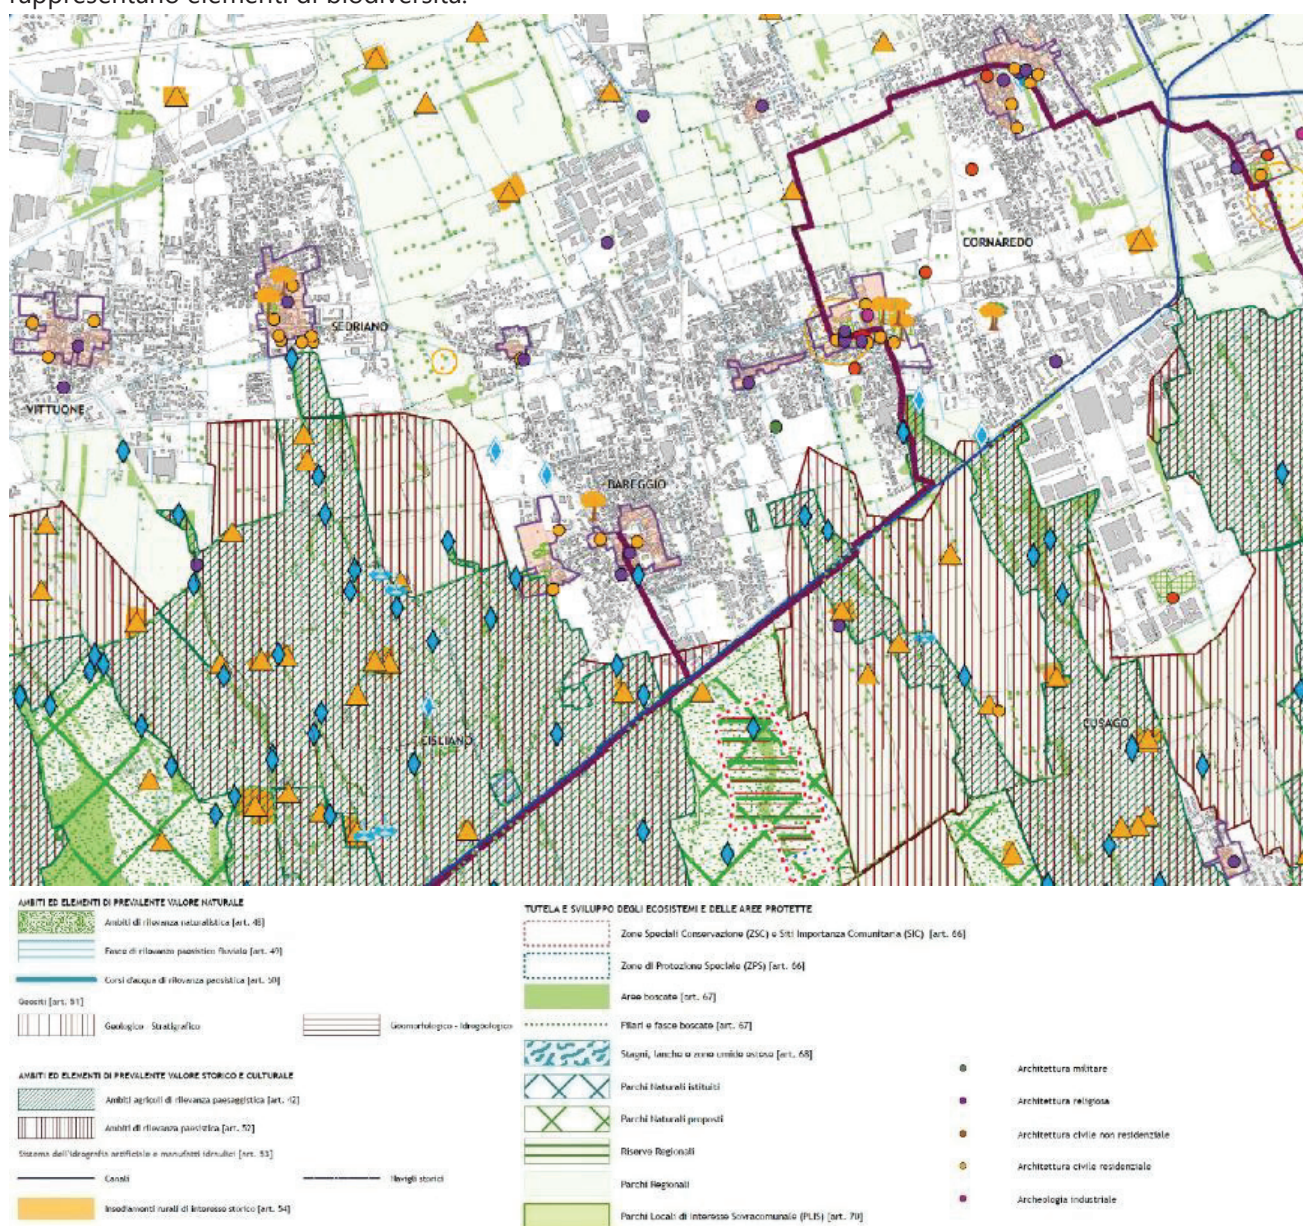 rappresentano elementi di biodiversità.
CORNAREDO
SEDRIANO
VITTUONE
BAREGGIO
CISLIANO
CUSAGO
AMBITI ED ELEMENTI DI PREVALENTE VALORE NATURALE
Ambiti di rilevanza naturalistica [art. 48]
Fasce di rilevanza paesistico fluviale [art. 49]
Corsi d'acqua di rilevanza paesistica [art. 50]
Geositi [art. 51]
Geologico - Stratigrafico
Geomorfologico - Idrogeologico
AMBITI ED ELEMENTI DI PREVALENTE VALORE STORICO E CULTURALE
Ambiti agricoli di rilevanza paesaggistica [art. 42]
Ambiti di rilevanza paesistica [art. 52]
Sistema dell'idrografia artificiale e manufatti idraulici [art. 53]
Canali
Navigli storici
Insediamenti rurali di interesse storico [art. 54]
TUTELA E SVILUPPO DEGLI ECOSISTEMI E DELLE AREE PROTETTE
Zone Speciali Conservazione (ZSC) e Siti Importanza Comunitaria (SIC) [art. 66]
Zone di Protezione Speciale (ZPS) [art. 66]
Aree boscate [art. 67]
Filari e fasce boscate [art. 67]
Stagni, lanche e zone umide estese [art. 68]
Parchi Naturali istituiti
Parchi Naturali proposti
Riserve Regionali
Parchi Regionali
Parchi Locali di Interesse Sovracomunale (PLIS) [art. 70]
Architettura militare
Architettura religiosa
Architettura civile non residenziale
Architettura civile residenziale
Archeologia industriale